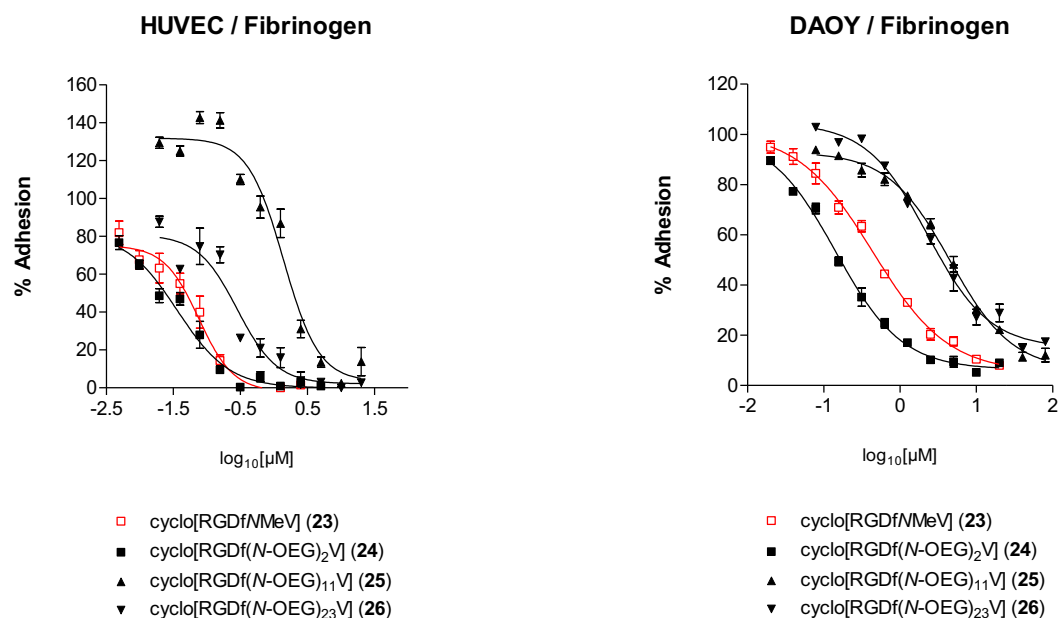 HUVEC / Fibrinogen
160
140
120
100
80
60
40
20
0
% Adhesion
-2.5 -1.5 -0.5 0.5 1.5
log10[µM]
cyclo[RGDfNMeV] (23)
cyclo[RGDf(N-OEG)2V] (24)
cyclo[RGDf(N-OEG)11V] (25)
cyclo[RGDf(N-OEG)23V] (26)
DAOY / Fibrinogen
120
100
80
60
40
20
0
% Adhesion
-2 -1 0 1 2
log10[µM]
cyclo[RGDfNMeV] (23)
cyclo[RGDf(N-OEG)2V] (24)
cyclo[RGDf(N-OEG)11V] (25)
cyclo[RGDf(N-OEG)23V] (26)